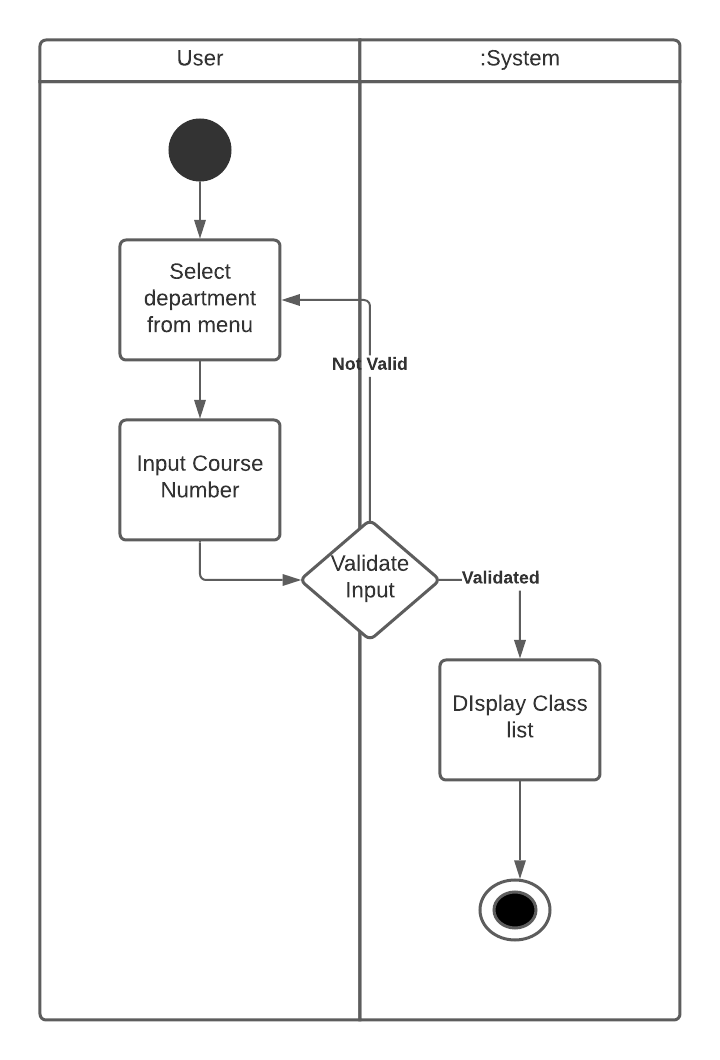 User
:System
Select
department
from menu
Not Valid
Input Course
Number
Validate
Input
Validated
DIsplay Class
list